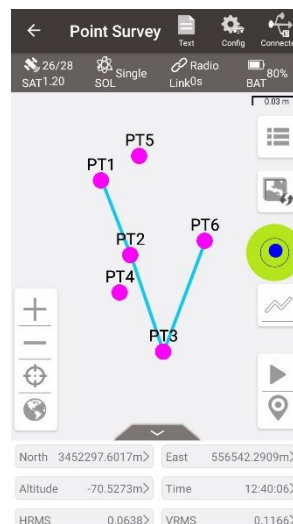 Point Survey
Text Config Connecte
26/28 Single Radio 80%
SAT1.20 SOL Link0s BAT
0.03 m
PT5
PT1
PT6
PT2
PT4
PT3
North 3452297.6017m> East 556542.2909m>
Altitude -70.5273m> Time 12:40:06>
HRMS 0.0638> VRMS 0.1166>